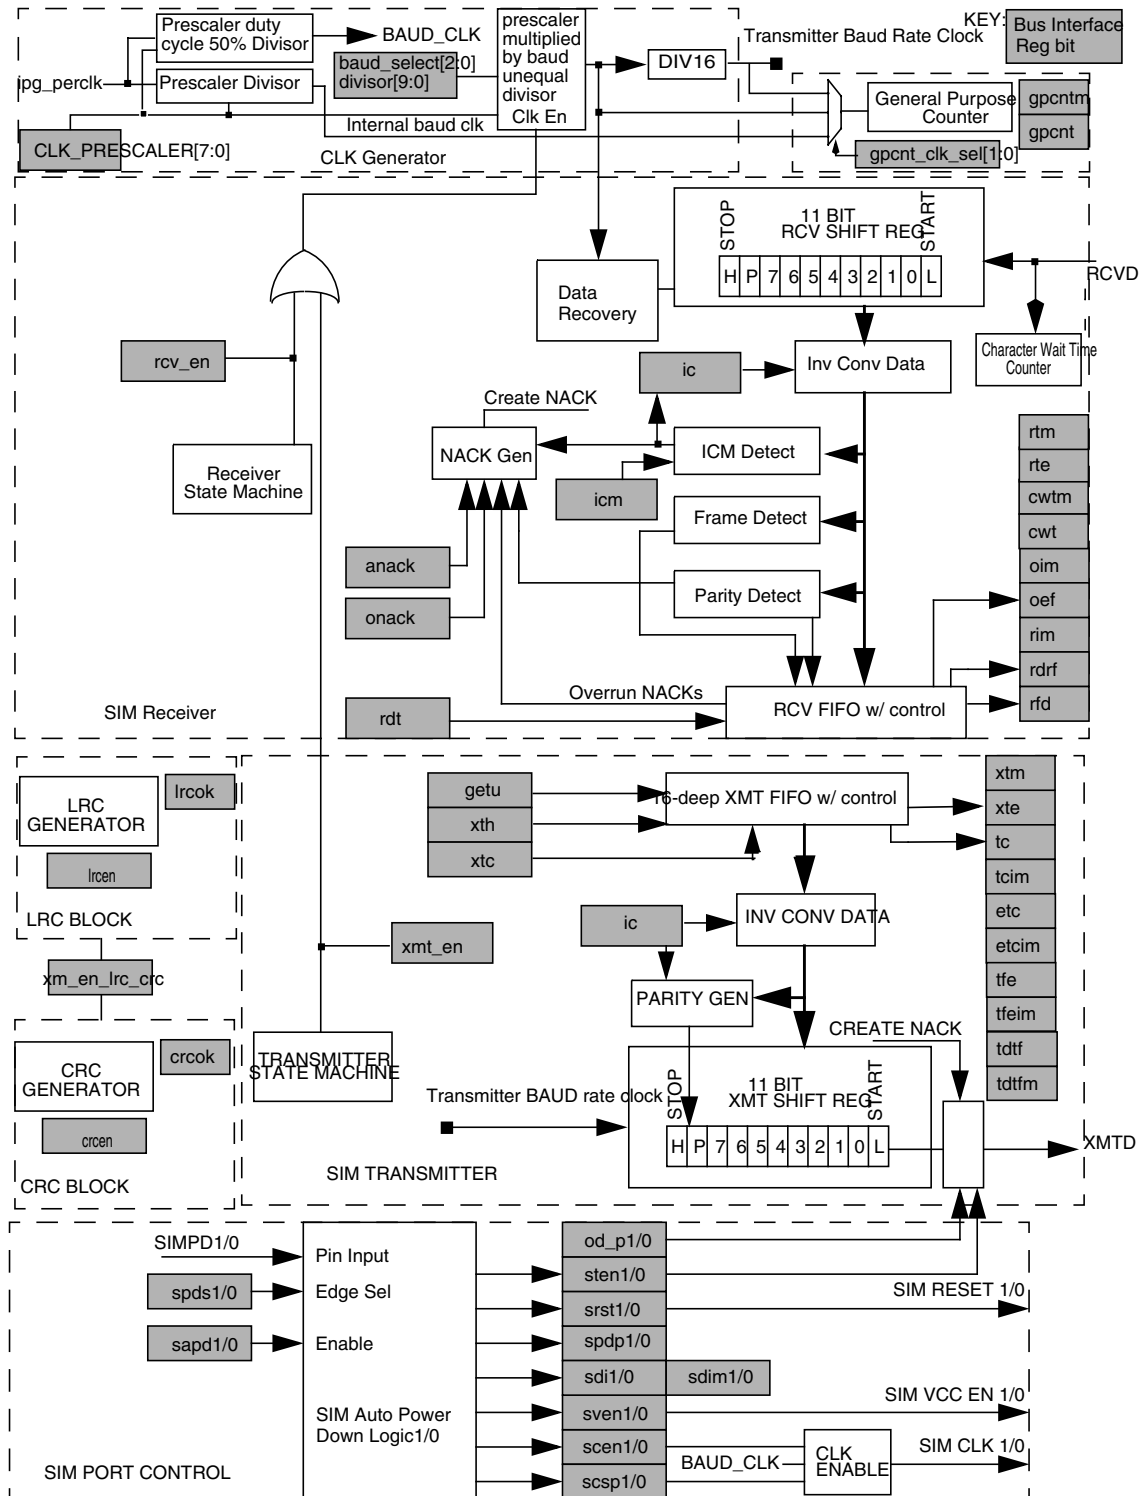 Prescaler duty
cycle 50% Divisor
BAUD_CLK
prescaler
multiplied
by baud
unequal
divisor
Clk En
baud_select[2:0]
divisor[9:0]
ipg_perclk
Prescaler Divisor
Internal baud clk
CLK_PRESCALER[7:0]
CLK Generator
DIV16
Transmitter Baud Rate Clock
KEY:
Bus Interface
Reg bit
General Purpose
Counter
gpcntm
gpcnt
gpcnt_clk_sel[1:0]
STOP
11 BIT
RCV SHIFT REG
START
H P 7 6 5 4 3 2 1 0 L
RCVD
Data
Recovery
Character Wait Time
Counter
rcv_en
ic
Inv Conv Data
Create NACK
NACK Gen
ICM Detect
icm
Receiver
State Machine
Frame Detect
anack
onack
Parity Detect
rtm
rte
cwtm
cwt
oim
oef
rim
rdrf
rfd
Overrun NACKs
rdt
RCV FIFO w/ control
SIM Receiver
LRC
GENERATOR
lrcok
lrcen
LRC BLOCK
xm_en_lrc_crc
CRC
GENERATOR
crcok
crcen
CRC BLOCK
getu
xth
xtc
16-deep XMT FIFO w/ control
xtm
xte
tc
tcim
etc
etcim
tfe
tfeim
tdtf
tdtfm
ic
INV CONV DATA
xmt_en
PARITY GEN
CREATE NACK
TRANSMITTER
STATE MACHINE
Transmitter BAUD rate clock
STOP
11 BIT
XMT SHIFT REG
START
H P 7 6 5 4 3 2 1 0 L
XMTD
SIM TRANSMITTER
SIMPD1/0
Pin Input
spds1/0
Edge Sel
sapd1/0
Enable
SIM Auto Power
Down Logic1/0
SIM PORT CONTROL
od_p1/0
sten1/0
srst1/0
spdp1/0
sdi1/0
sdim1/0
sven1/0
scen1/0
scsp1/0
SIM RESET 1/0
SIM VCC EN 1/0
BAUD_CLK
CLK
ENABLE
SIM CLK 1/0